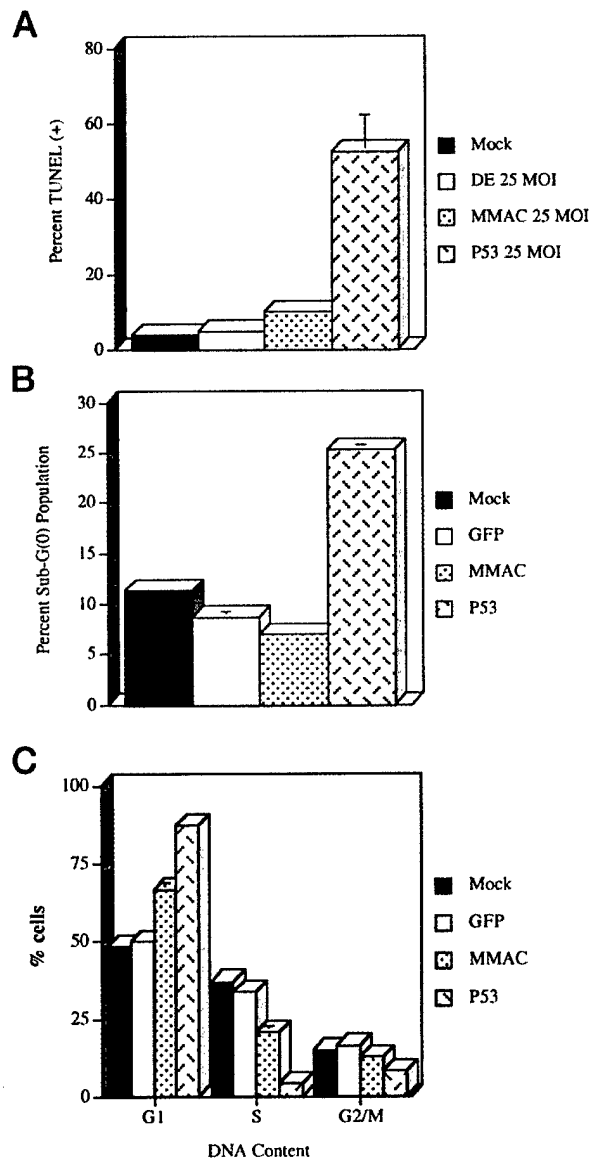 A
80
60
40
20
0
Percent TUNEL (+)
Mock
DE 25 MOI
MMAC 25 MOI
P53 25 MOI
B
30
25
20
15
10
5
0
Percent Sub-G(0) Population
Mock
GFP
MMAC
P53
C
100
75
50
25
0
% cells
Mock
GFP
MMAC
P53
G1 S G2/M
DNA Content